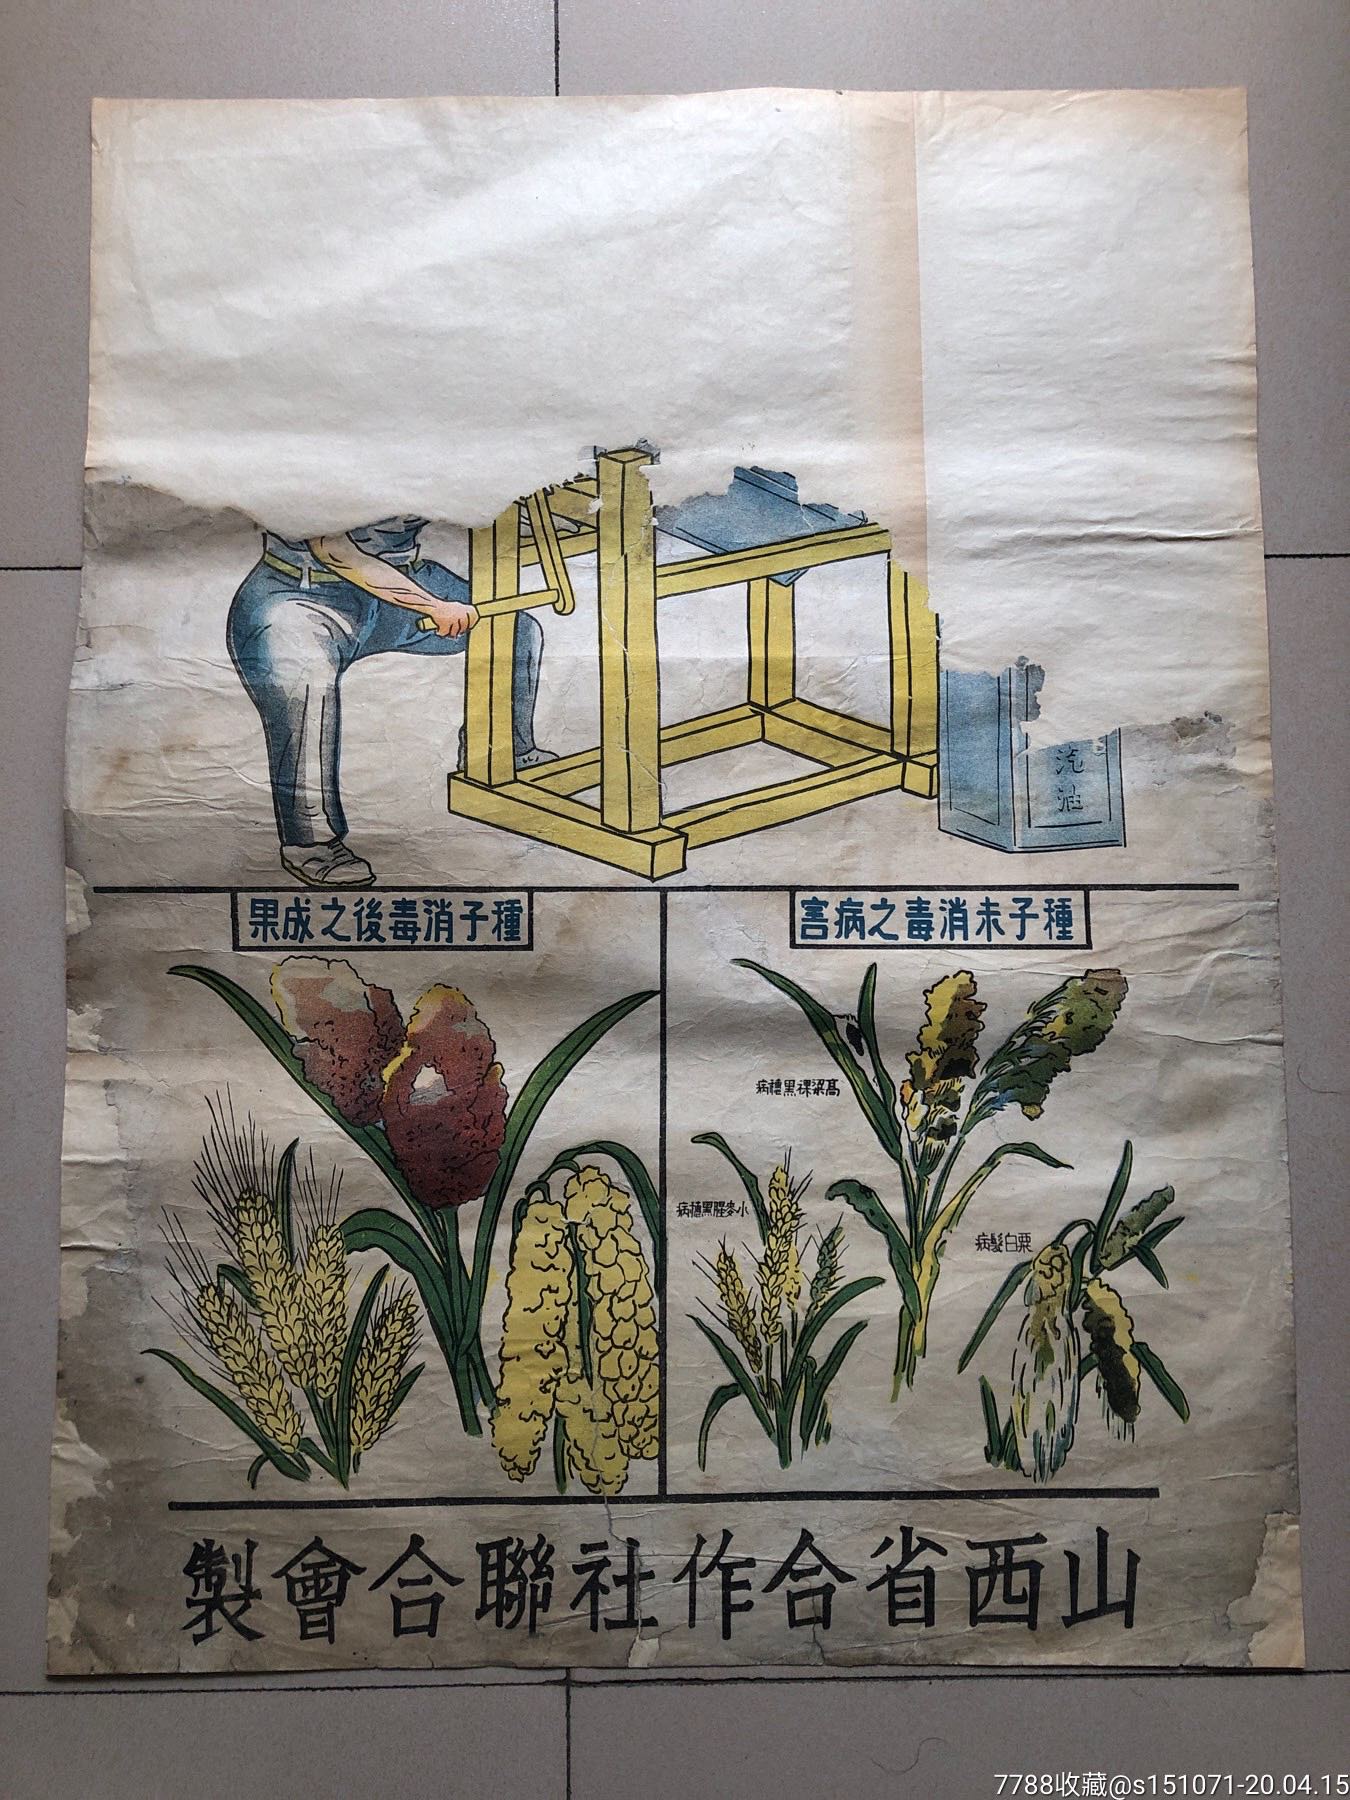 汽油
種子未消毒之病害
種子消毒後之成果
高粱裸黑穗病
小麥腥黑穗病
粟白髮病
山西省合作社聯合會製
7788收藏@s151071-20.04.15